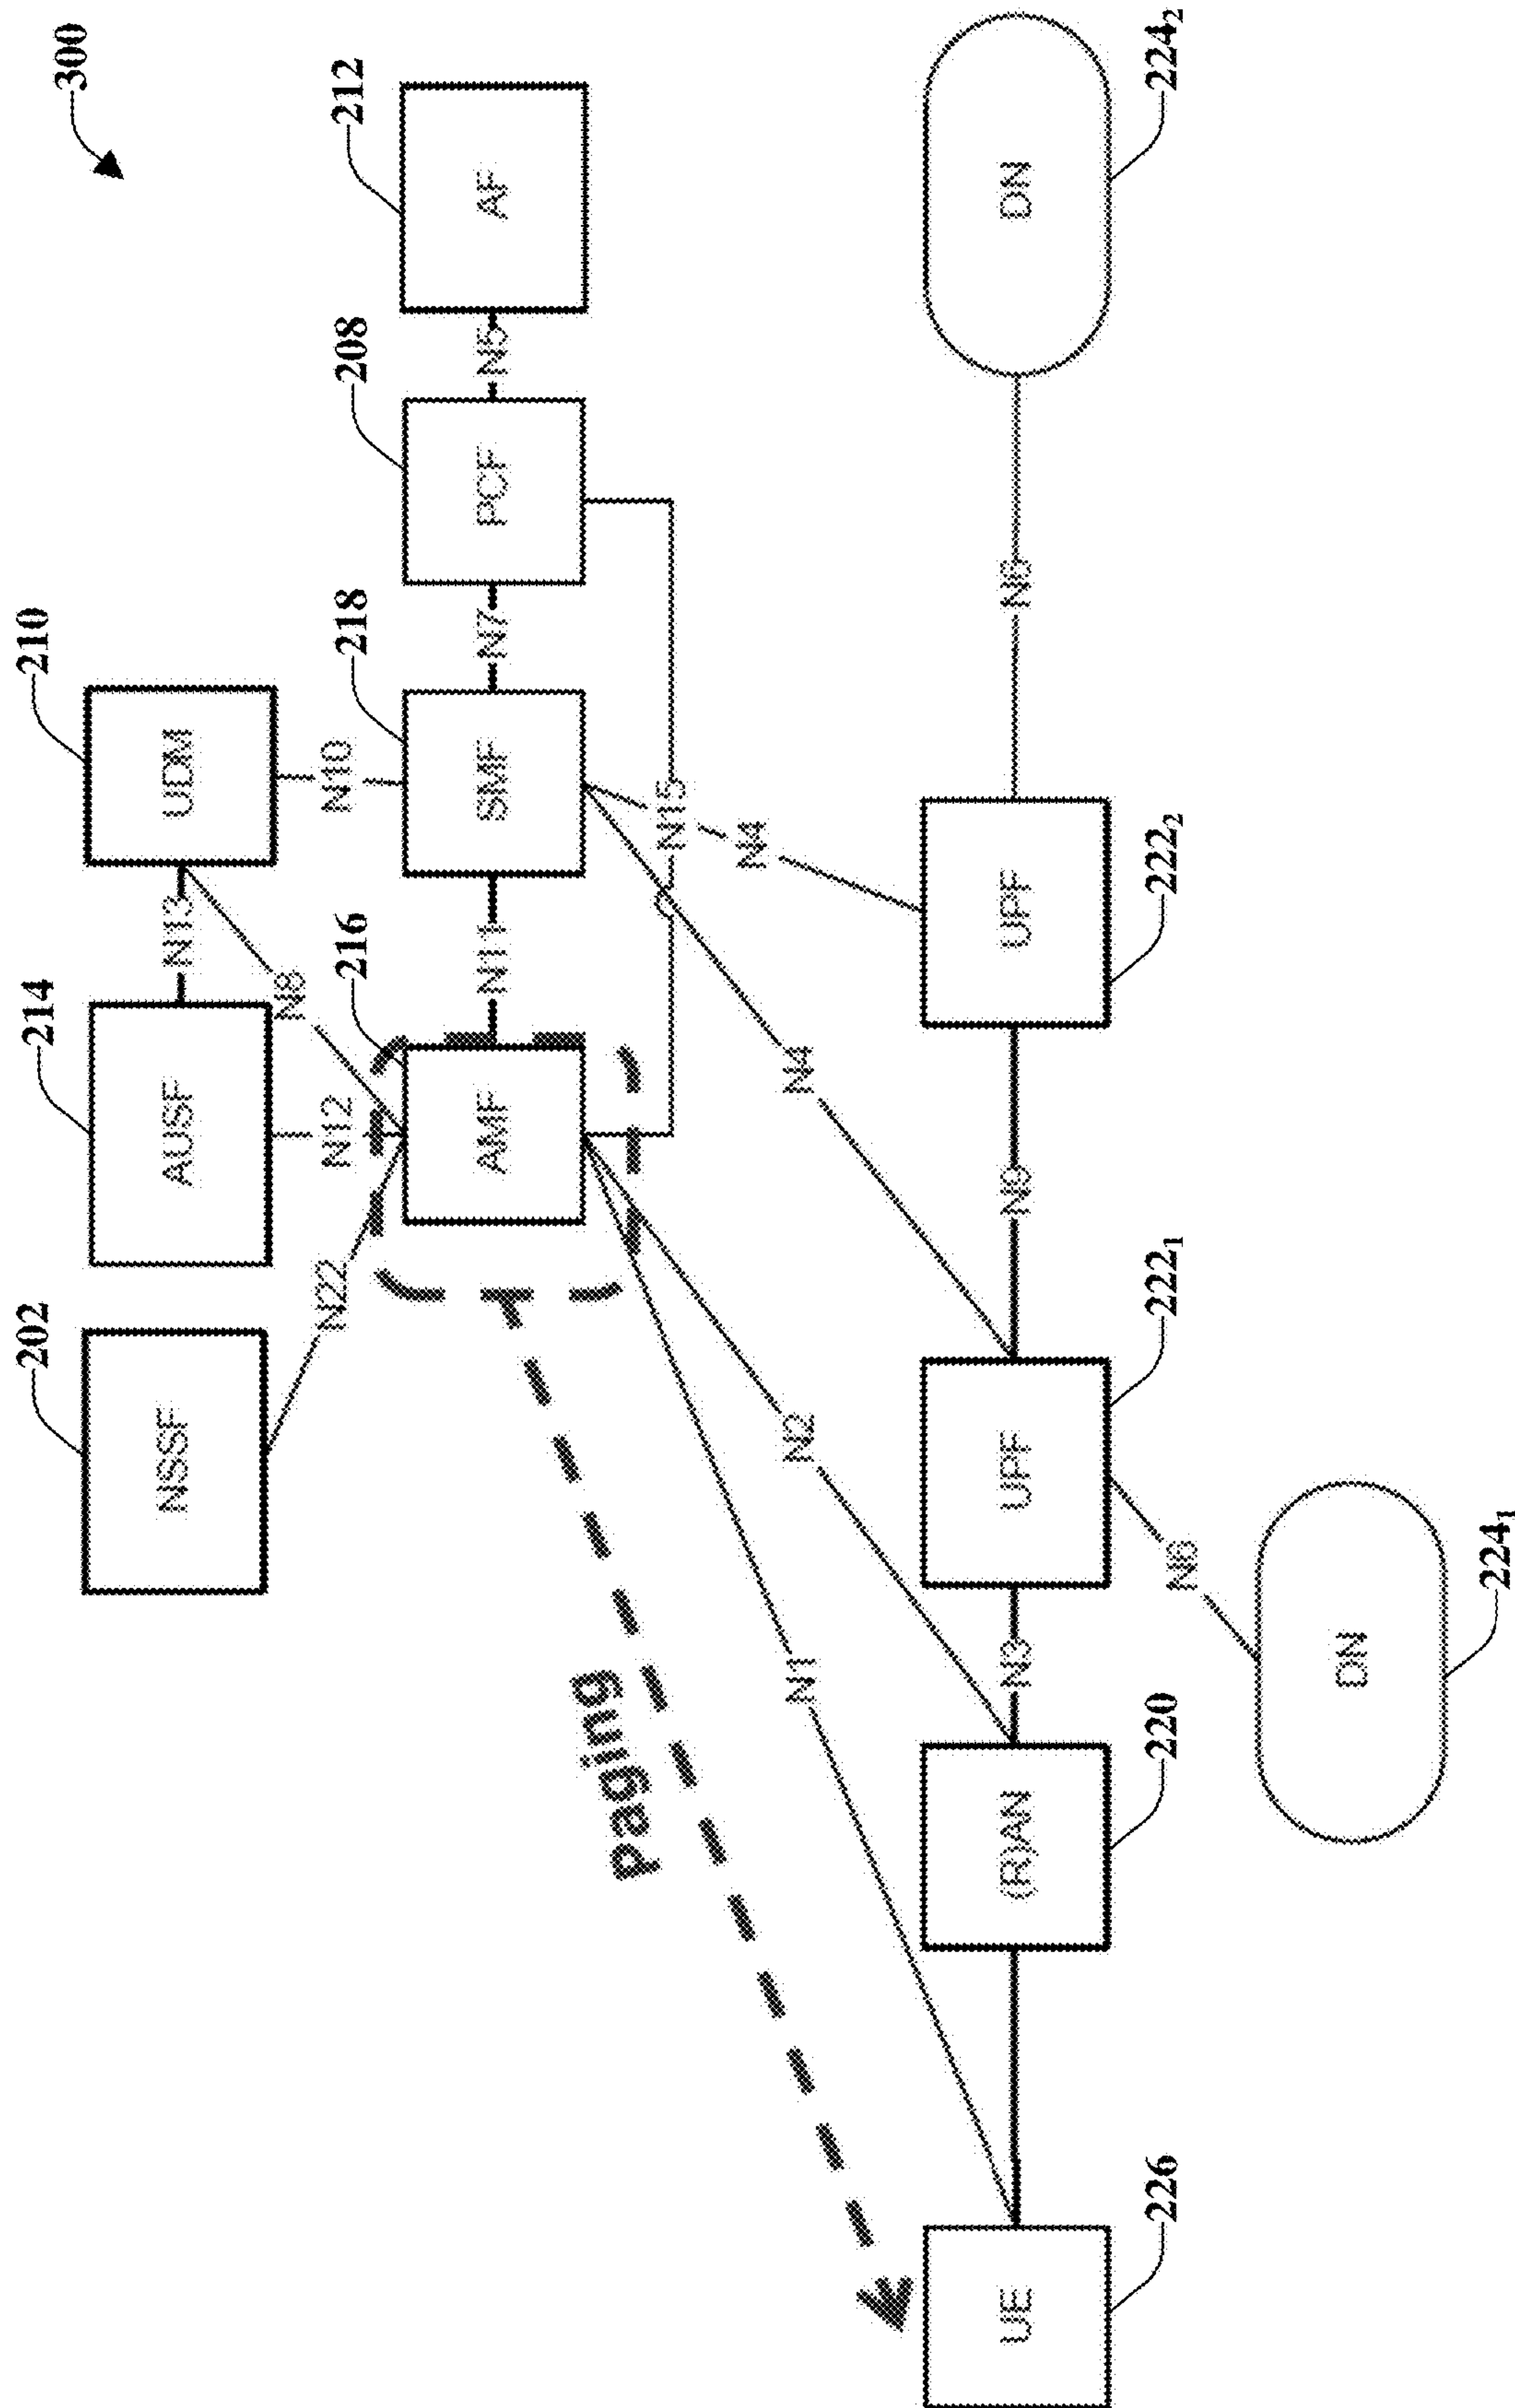 300
202
214
210
NSSF
AUSF
N13
UDM
N22
N12
N8
N10
216
218
208
212
AMF
N11
SMF
N7
PCF
N5
AF
N15
paging
N1
N2
N4
N4
UE
(R)AN
N3
UPF
N9
UPF
N6
DN
226
220
222₁
222₂
224₂
N6
DN
224₁